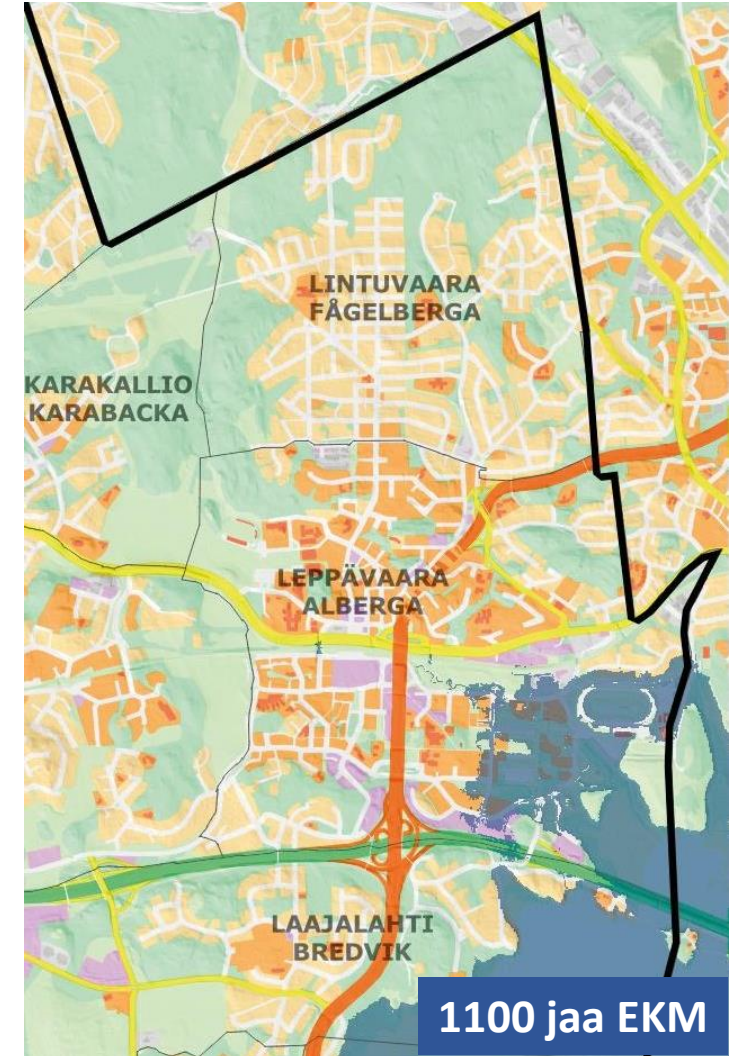 LINTUVAARA
FÅGELBERGA
KARAKALLIO
KARABACKA
LEPPÄVAARA
ALBERGA
LAAJALAHTI
BREDVIK
1100 jaa EKM